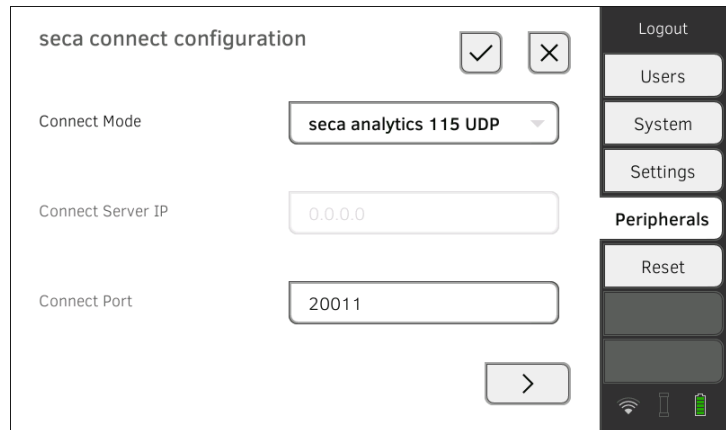 seca connect configuration
Connect Mode
seca analytics 115 UDP
Connect Server IP
0.0.0.0
Connect Port
20011
Logout
Users
System
Settings
Peripherals
Reset